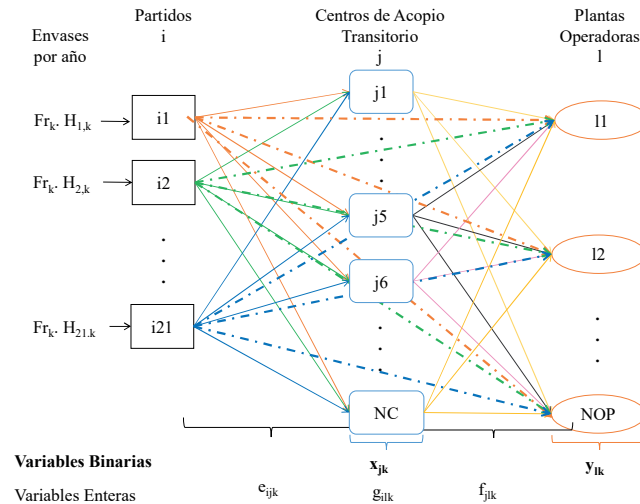 Envases por año
Partidos
i
Centros de Acopio
Transitorio
j
Plantas
Operadoras
l
Fr_k. H_1,k
i1
j1
l1
Fr_k. H_2,k
i2
j5
l2
j6
Fr_k. H_21.k
i21
NC
NOP
Variables Binarias
x_jk
y_lk
Variables Enteras
e_ijk
g_ilk
f_jlk